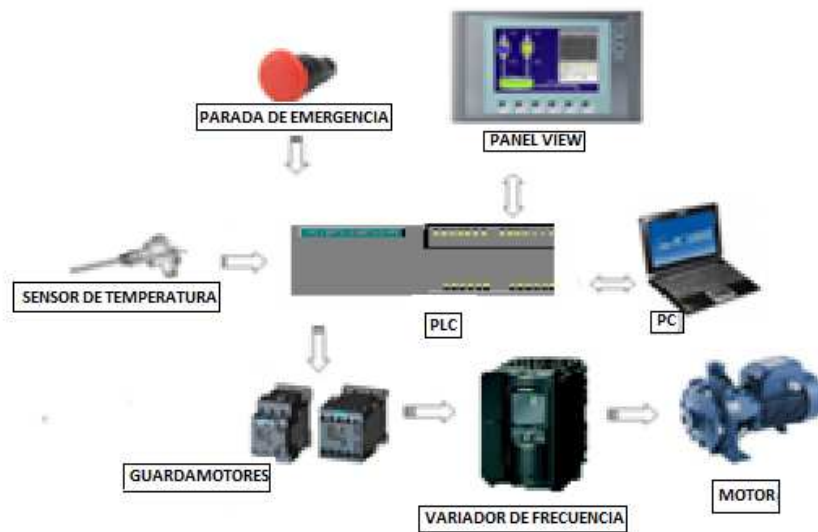 PARADA DE EMERGENCIA
PANEL VIEW
SENSOR DE TEMPERATURA
PLC
PC
GUARDAMOTORES
VARIADOR DE FRECUENCIA
MOTOR